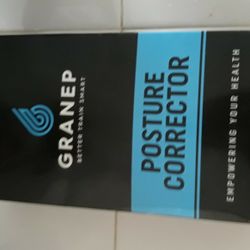 GRANEP
BETTER TRAIN SMART
POSTURE
CORRECTOR
EMPOWERING YOUR HEALTH